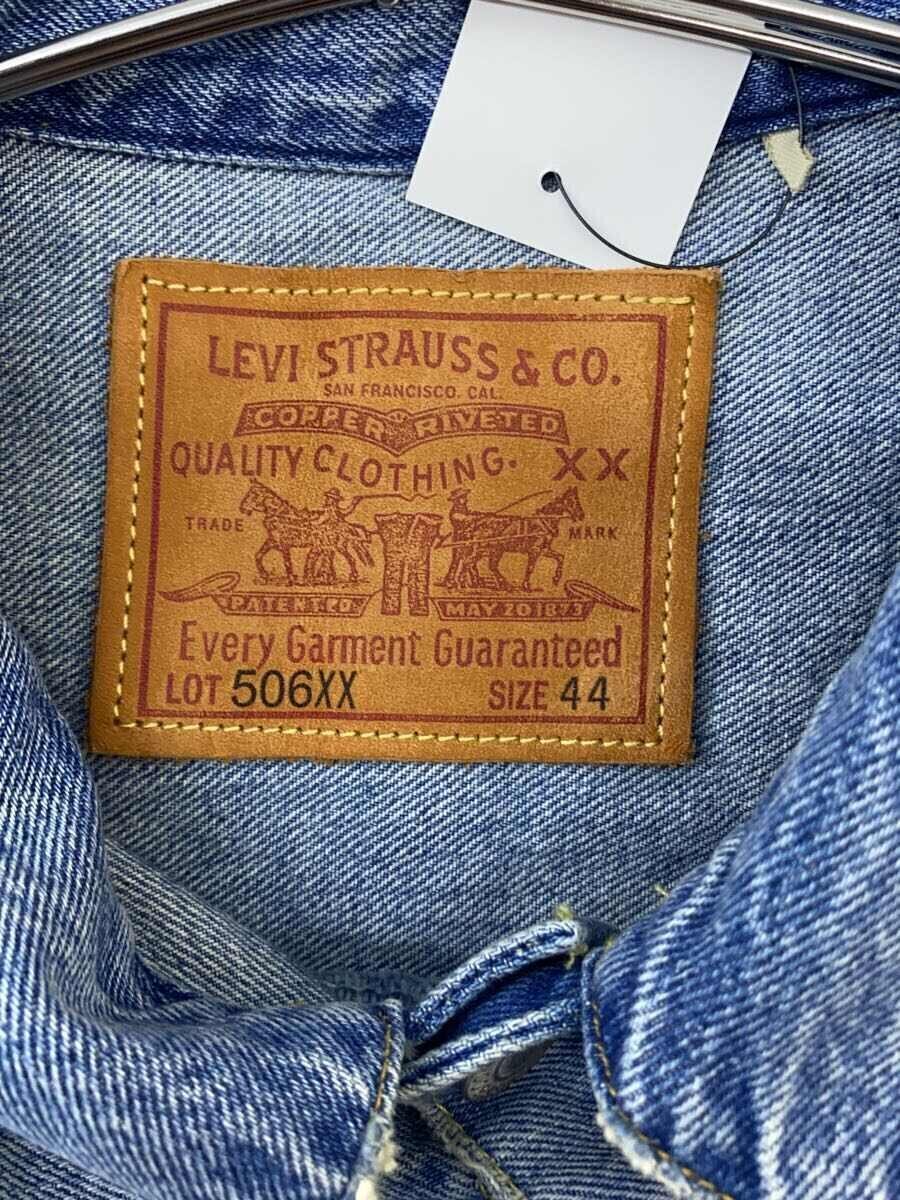 LEVI STRAUSS & CO.
SAN FRANCISCO. CAL.
COPPER RIVETED
QUALITY CLOTHING. XX
TRADE MARK
PATENTED MAY 20 1873
Every Garment Guaranteed
LOT 506XX SIZE 44